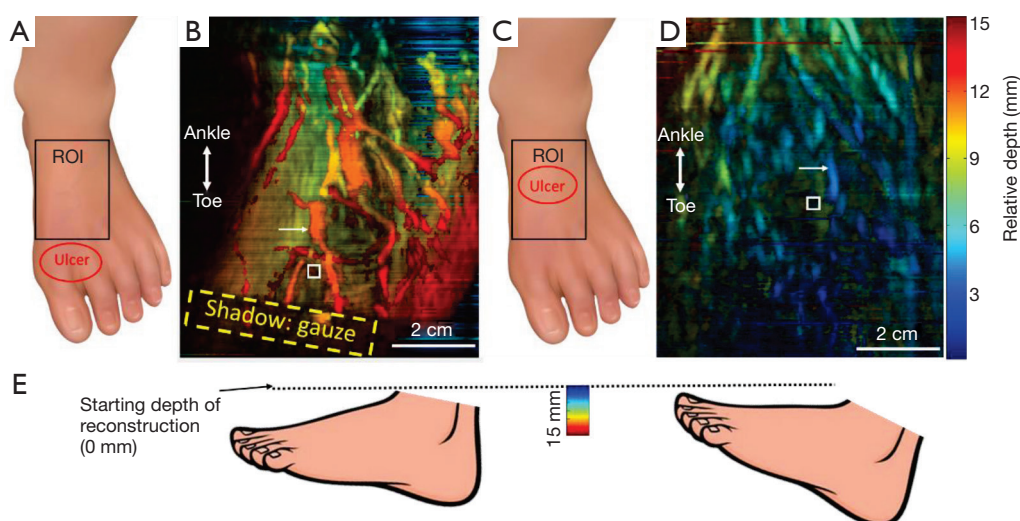 A
B
C
D
ROI
Ulcer
Ankle
Toe
Shadow: gauze
2 cm
ROI
Ulcer
Ankle
Toe
2 cm
15
12
9
6
3
Relative depth (mm)
E
Starting depth of
reconstruction
(0 mm)
15 mm